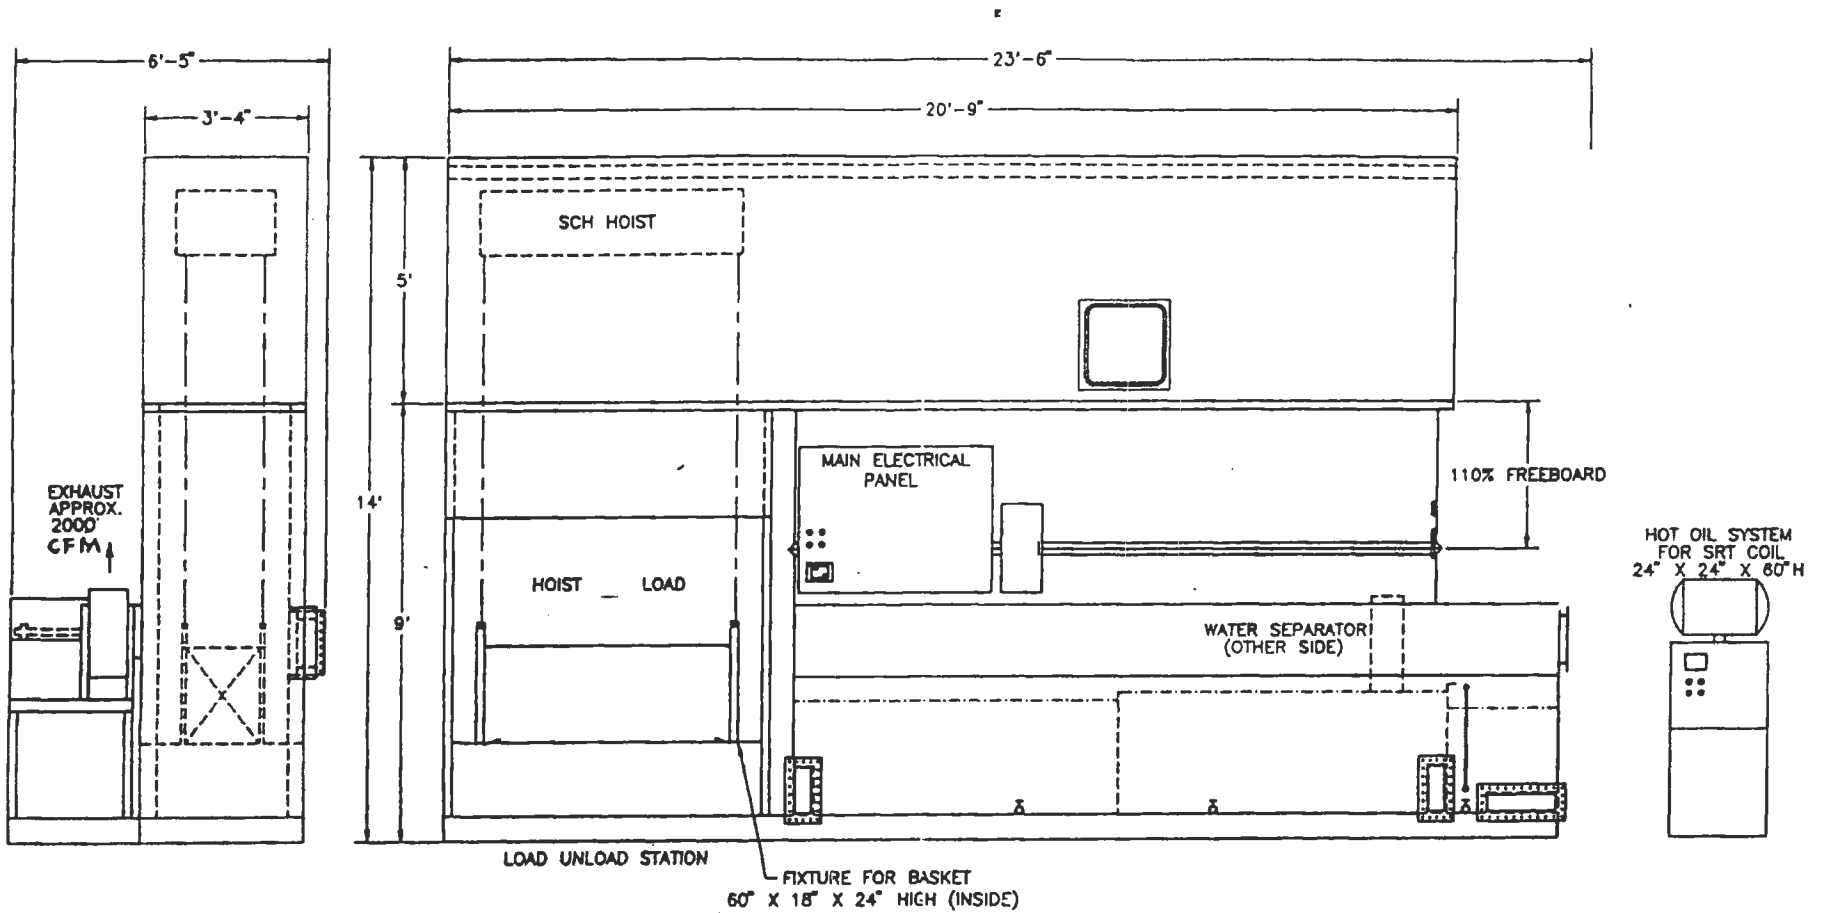 6'-5"
23'-6"
3'-4"
20'-9"
SCH HOIST
5'
MAIN ELECTRICAL
PANEL
110% FREEBOARD
EXHAUST
APPROX.
2000
CFM
14'
HOT OIL SYSTEM
FOR SRT COIL
24" X 24" X 60"H
HOIST LOAD
9'
WATER SEPARATOR
(OTHER SIDE)
LOAD UNLOAD STATION
FIXTURE FOR BASKET
60" X 18" X 24" HIGH (INSIDE)